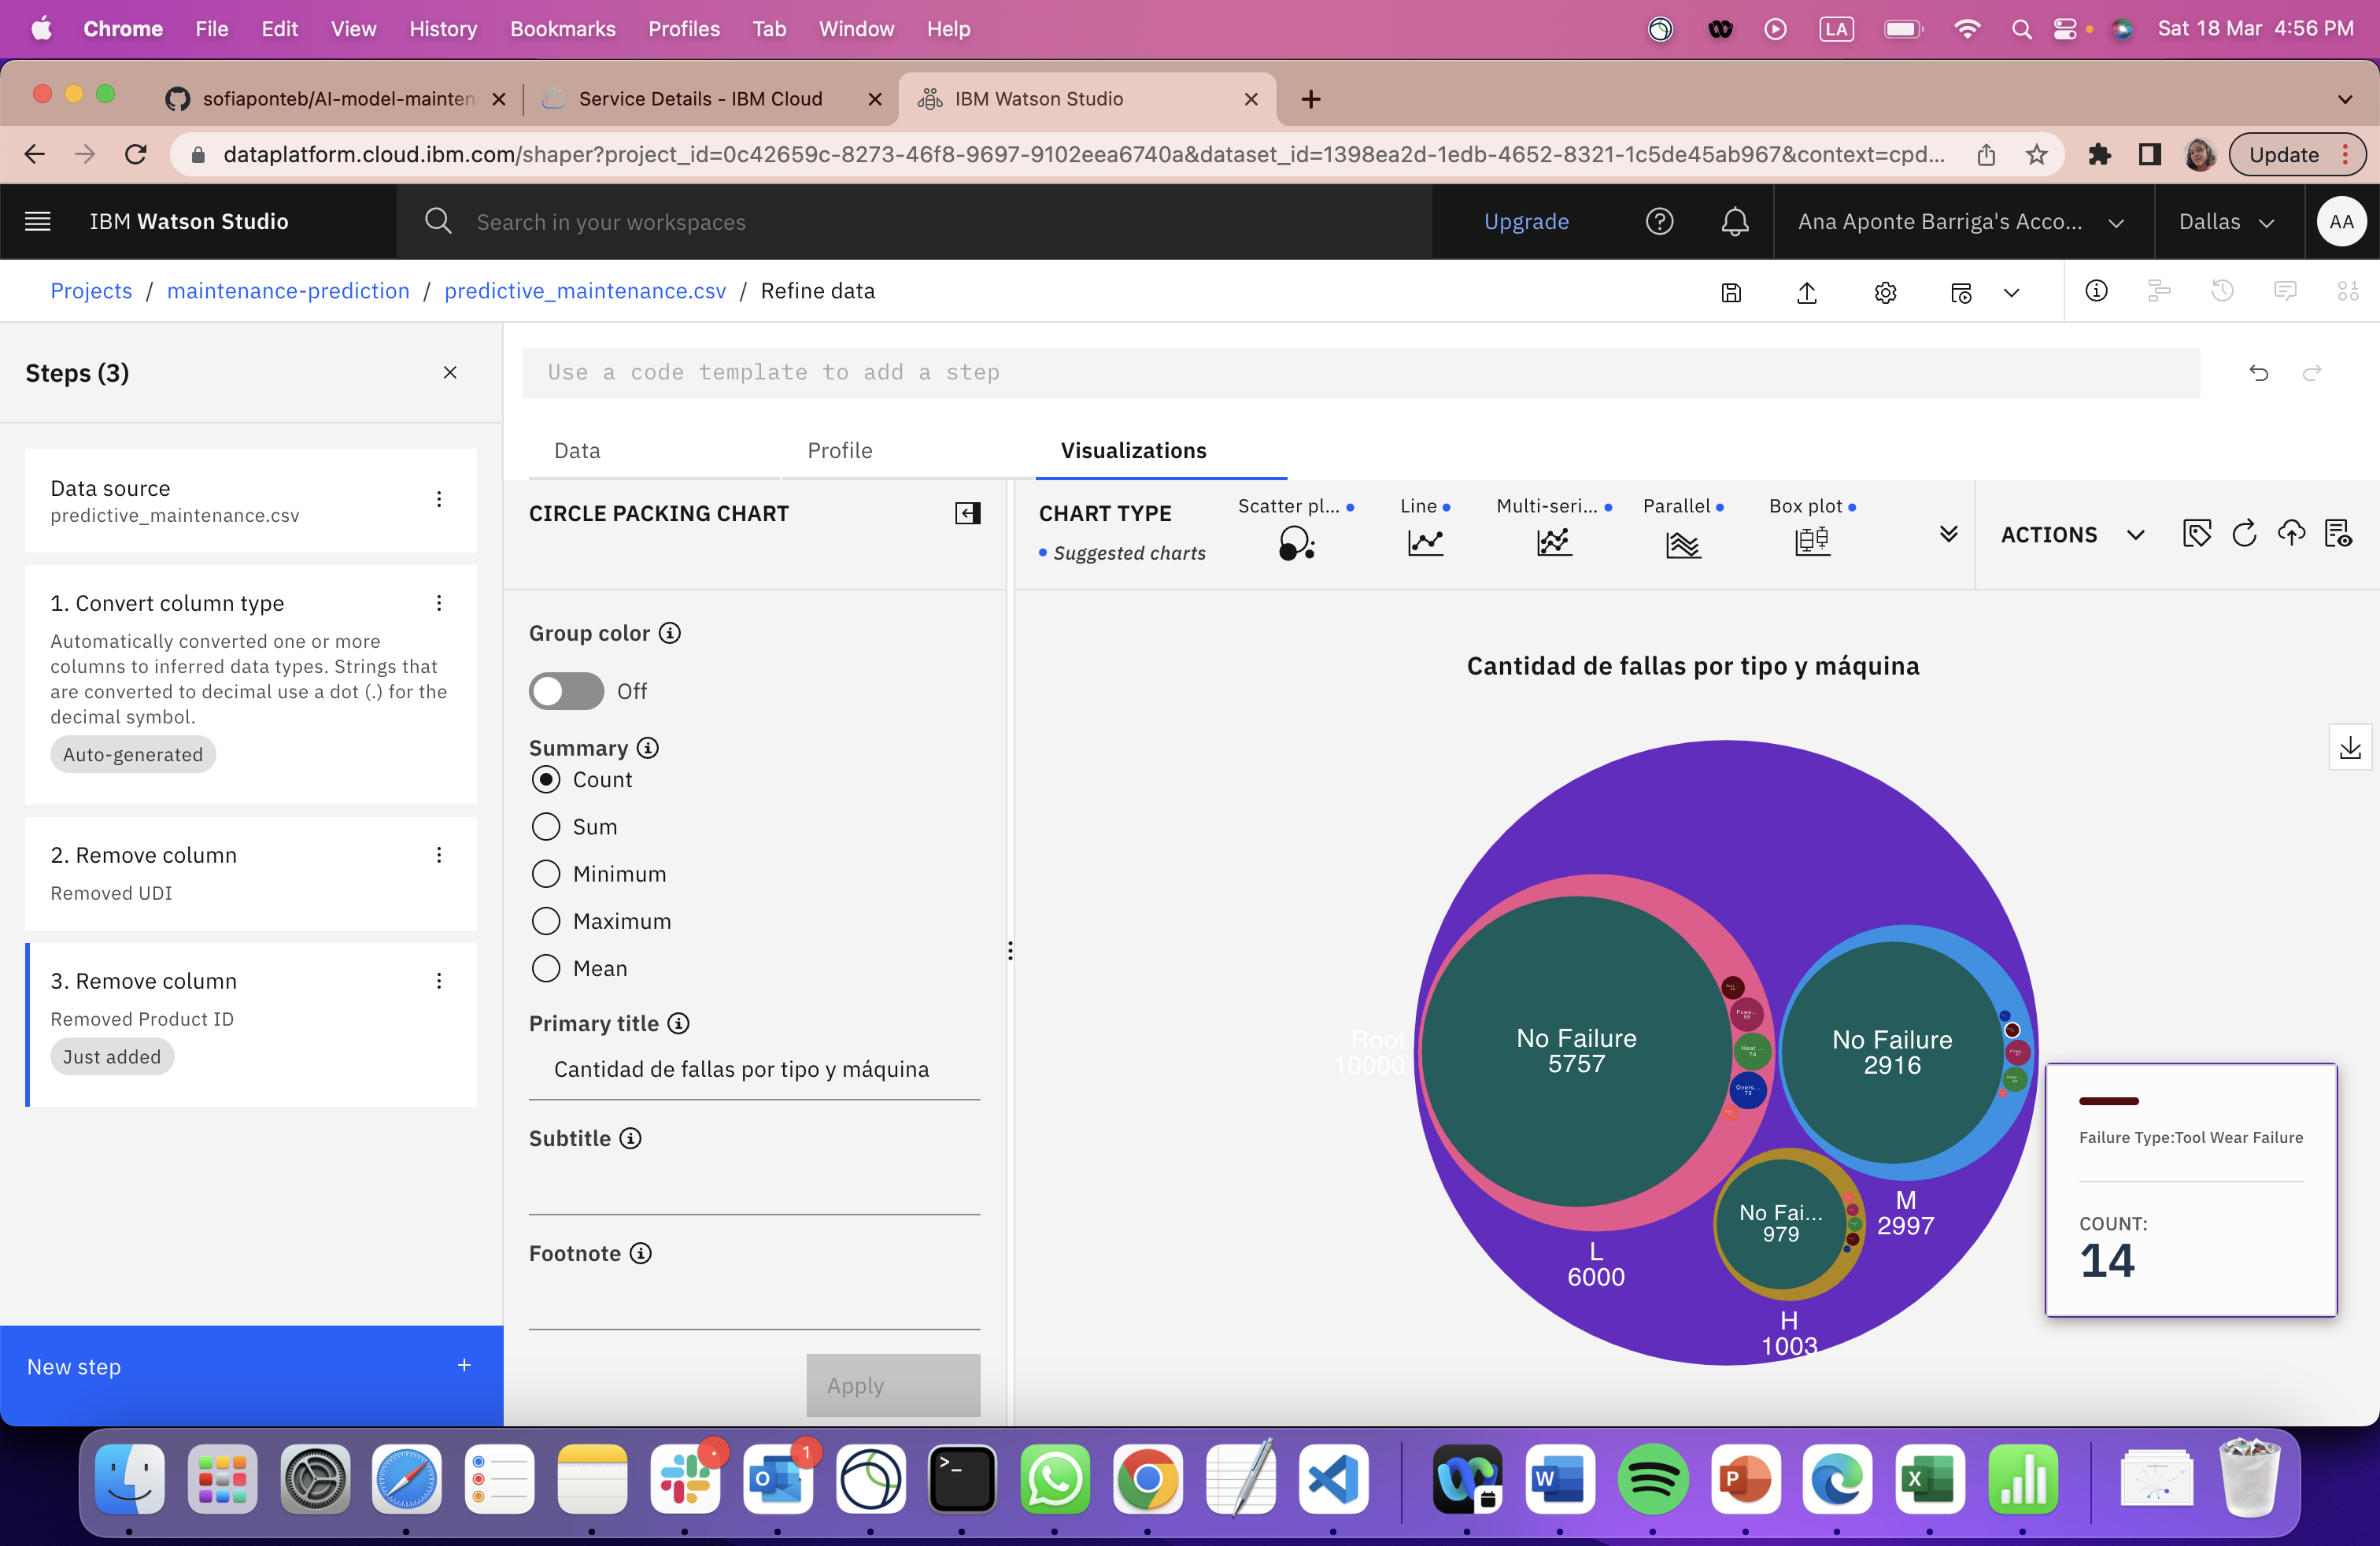 Chrome File Edit View History Bookmarks Profiles Tab Window Help
LA
Sat 18 Mar 4:56 PM
sofiaponteb/AI-model-mainten
Service Details - IBM Cloud
IBM Watson Studio
dataplatform.cloud.ibm.com/shaper?project_id=0c42659c-8273-46f8-9697-9102eea6740a&dataset_id=1398ea2d-1edb-4652-8321-1c5de45ab967&context=cpd...
Update
IBM Watson Studio
Search in your workspaces
Upgrade
Ana Aponte Barriga's Acco...
Dallas
AA
Projects / maintenance-prediction / predictive_maintenance.csv / Refine data
Steps (3)
Data source
predictive_maintenance.csv
1. Convert column type
Automatically converted one or more
columns to inferred data types. Strings that
are converted to decimal use a dot (.) for the
decimal symbol.
Auto-generated
2. Remove column
Removed UDI
3. Remove column
Removed Product ID
Just added
New step
Use a code template to add a step
Data
Profile
Visualizations
CIRCLE PACKING CHART
Group color
Off
Summary
Count
Sum
Minimum
Maximum
Mean
Primary title
Cantidad de fallas por tipo y máquina
Subtitle
Footnote
Apply
CHART TYPE
Suggested charts
Scatter pl...
Line
Multi-seri...
Parallel
Box plot
ACTIONS
Cantidad de fallas por tipo y máquina
Root
10000
No Failure
5757
Powe...
59
Heat ...
74
Overs...
73
L
6000
No Failure
2916
M
2997
No Fai...
979
H
1003
Failure Type:Tool Wear Failure
COUNT:
14
1